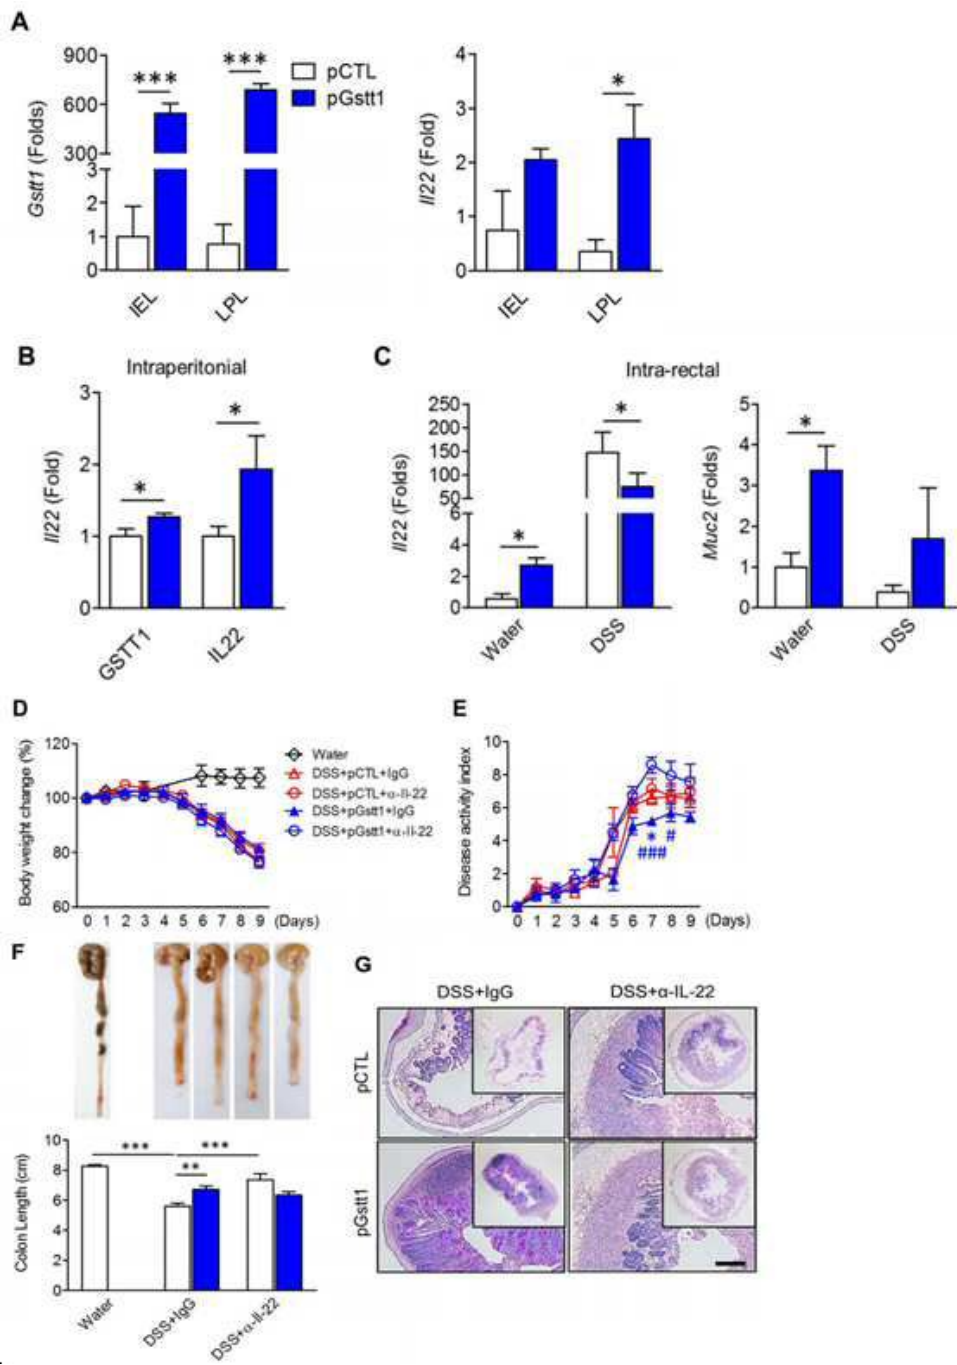 A
Gstt1 (Folds)
900
600
300
3
2
1
0
***
***
IEL
LPL
pCTL
pGstt1
Il22 (Fold)
4
3
2
1
0
*
IEL
LPL
B
Intraperitonial
Il22 (Fold)
3
2
1
0
*
*
GSTT1
IL22
C
Intra-rectal
Il22 (Folds)
250
200
150
100
50
6
4
2
0
*
*
Water
DSS
Muc2 (Folds)
5
4
3
2
1
0
*
Water
DSS
D
Body weight change (%)
120
100
80
60
0 1 2 3 4 5 6 7 8 9 (Days)
Water
DSS+pCTL+IgG
DSS+pCTL+α-Il-22
DSS+pGstt1+IgG
DSS+pGstt1+α-Il-22
E
Disease activity index
10
8
6
4
2
0
* #
###
0 1 2 3 4 5 6 7 8 9 (Days)
F
Colon Length (cm)
10
8
6
4
2
0
*** ***
**
Water
DSS+IgG
DSS+α-Il-22
G
DSS+IgG DSS+α-IL-22
pCTL
pGstt1